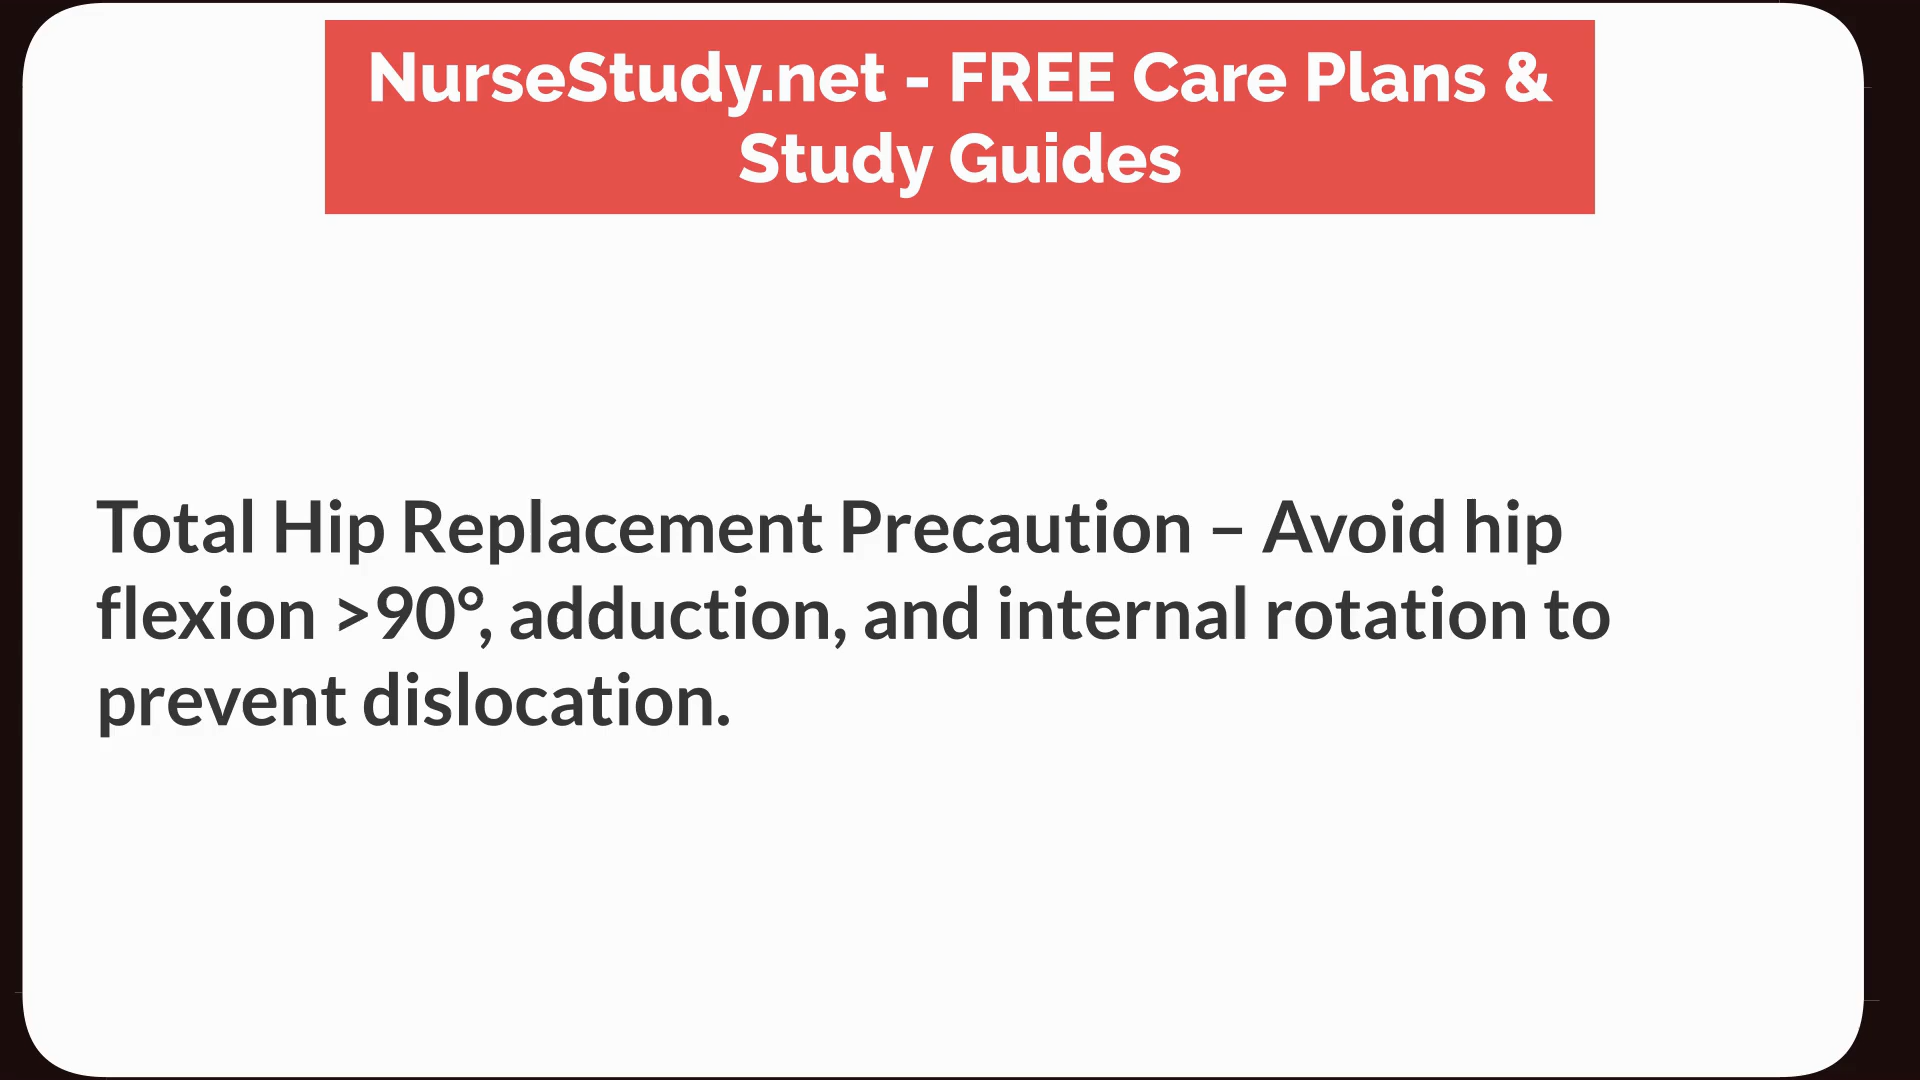 NurseStudy.net - FREE Care Plans &
Study Guides
Total Hip Replacement Precaution – Avoid hip
flexion >90°, adduction, and internal rotation to
prevent dislocation.